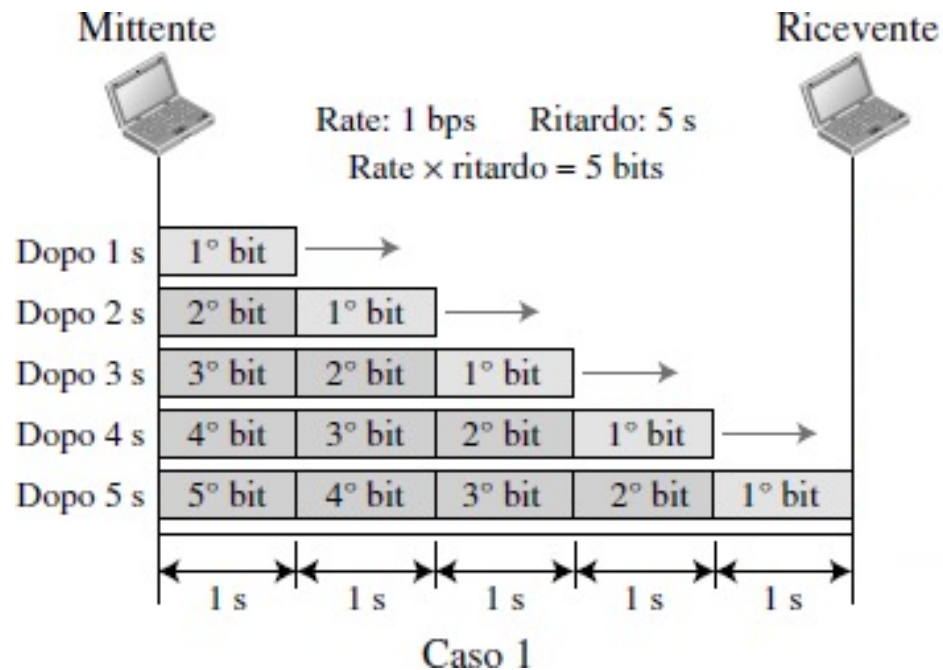 Mittente Ricevente
Rate: 1 bps Ritardo: 5 s
Rate × ritardo = 5 bits
Dopo 1 s 1° bit
Dopo 2 s 2° bit 1° bit
Dopo 3 s 3° bit 2° bit 1° bit
Dopo 4 s 4° bit 3° bit 2° bit 1° bit
Dopo 5 s 5° bit 4° bit 3° bit 2° bit 1° bit
1 s 1 s 1 s 1 s 1 s
Caso 1